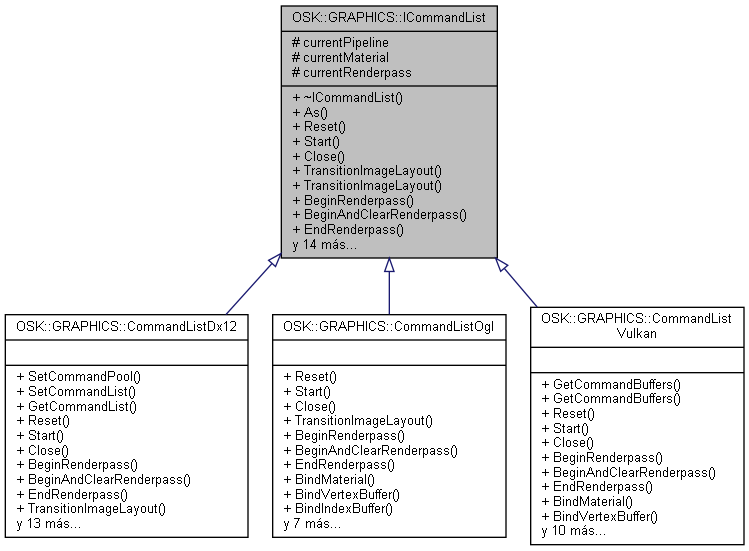 OSK::GRAPHICS::ICommandList
# currentPipeline
# currentMaterial
# currentRenderpass
+ ~ICommandList()
+ As()
+ Reset()
+ Start()
+ Close()
+ TransitionImageLayout()
+ TransitionImageLayout()
+ BeginRenderpass()
+ BeginAndClearRenderpass()
+ EndRenderpass()
y 14 más...
OSK::GRAPHICS::CommandListDx12
+ SetCommandPool()
+ SetCommandList()
+ GetCommandList()
+ Reset()
+ Start()
+ Close()
+ BeginRenderpass()
+ BeginAndClearRenderpass()
+ EndRenderpass()
+ TransitionImageLayout()
y 13 más...
OSK::GRAPHICS::CommandListOgl
+ Reset()
+ Start()
+ Close()
+ TransitionImageLayout()
+ BeginRenderpass()
+ BeginAndClearRenderpass()
+ EndRenderpass()
+ BindMaterial()
+ BindVertexBuffer()
+ BindIndexBuffer()
y 7 más...
OSK::GRAPHICS::CommandList
Vulkan
+ GetCommandBuffers()
+ GetCommandBuffers()
+ Reset()
+ Start()
+ Close()
+ BeginRenderpass()
+ BeginAndClearRenderpass()
+ EndRenderpass()
+ BindMaterial()
+ BindVertexBuffer()
y 10 más...